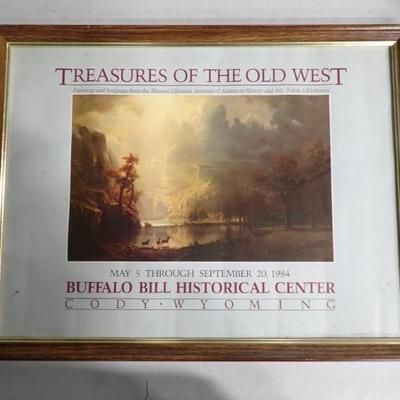 TREASURES OF THE OLD WEST
Paintings and Sculpture from the Thomas Gilcrease Institute of American History and Art, Tulsa, Oklahoma
MAY 5 THROUGH SEPTEMBER 20, 1984
BUFFALO BILL HISTORICAL CENTER
CODY · WYOMING